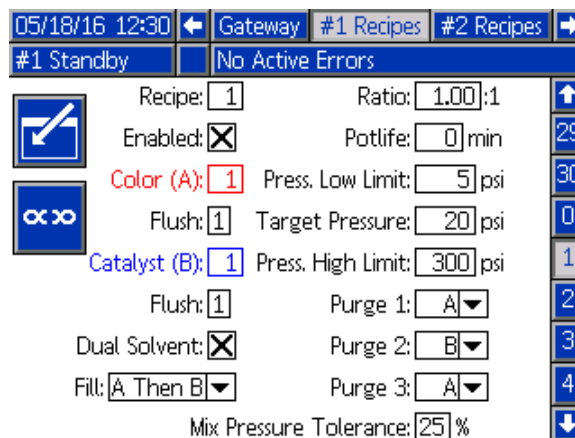 05/18/16 12:30 Gateway #1 Recipes #2 Recipes
#1 Standby No Active Errors
Recipe: 1 Ratio: 1.00 :1
Enabled: Potlife: 0 min 29
Color (A): 1 Press. Low Limit: 5 psi 30
Flush: 1 Target Pressure: 20 psi 0
Catalyst (B): 1 Press. High Limit: 300 psi 1
Flush: 1 Purge 1: A 2
Dual Solvent: Purge 2: B 3
Fill: A Then B Purge 3: A 4
Mix Pressure Tolerance: 25 %